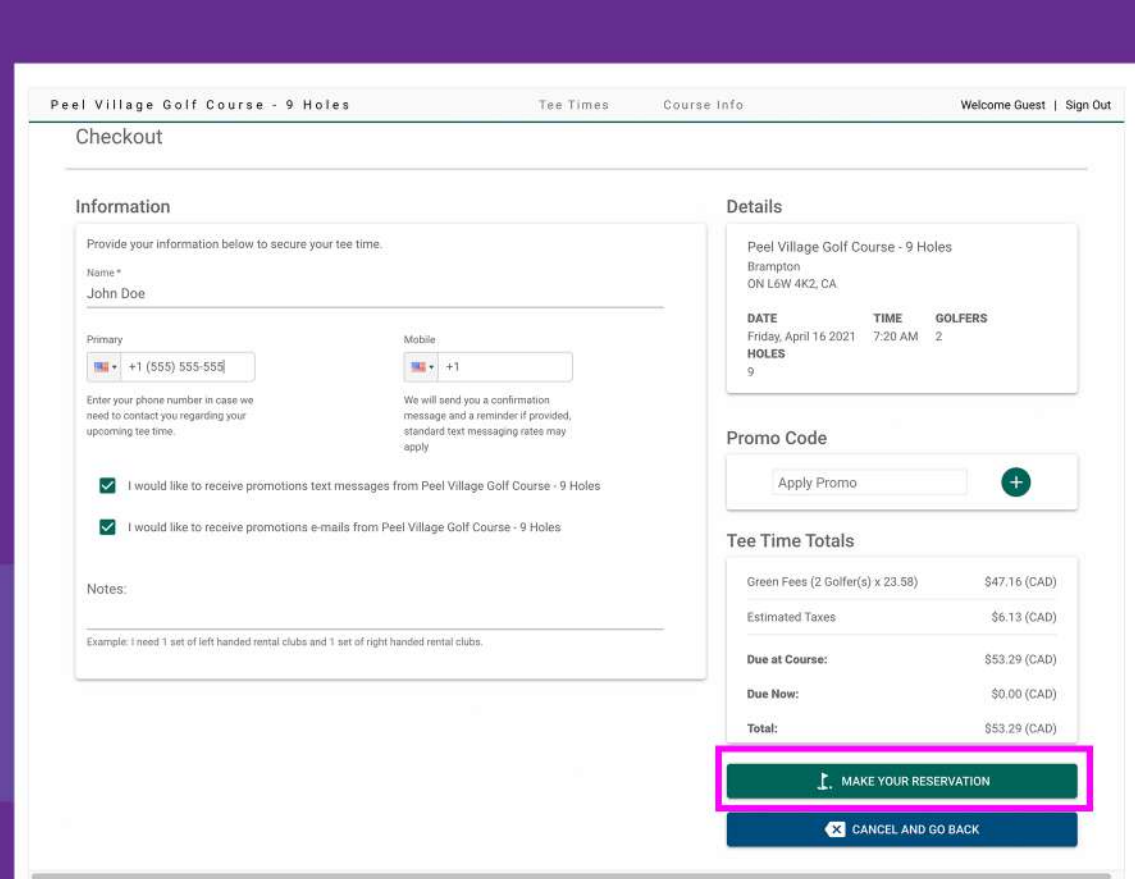 Peel Village Golf Course - 9 Holes
Tee Times
Course Info
Welcome Guest | Sign Out
Checkout
Information
Provide your information below to secure your tee time.
Name *
John Doe
Primary
Mobile
+1 (555) 555-555
+1
Enter your phone number in case we
need to contact you regarding your
upcoming tee time.
We will send you a confirmation
message and a reminder if provided,
standard text messaging rates may
apply
I would like to receive promotions text messages from Peel Village Golf Course - 9 Holes
I would like to receive promotions e-mails from Peel Village Golf Course - 9 Holes
Notes:
Example: I need 1 set of left handed rental clubs and 1 set of right handed rental clubs.
Details
Peel Village Golf Course - 9 Holes
Brampton
ON L6W 4K2, CA
DATE TIME GOLFERS
Friday, April 16 2021 7:20 AM 2
HOLES
9
Promo Code
Apply Promo
Tee Time Totals
Green Fees (2 Golfer(s) x 23.58) $47.16 (CAD)
Estimated Taxes $6.13 (CAD)
Due at Course: $53.29 (CAD)
Due Now: $0.00 (CAD)
Total: $53.29 (CAD)
MAKE YOUR RESERVATION
CANCEL AND GO BACK